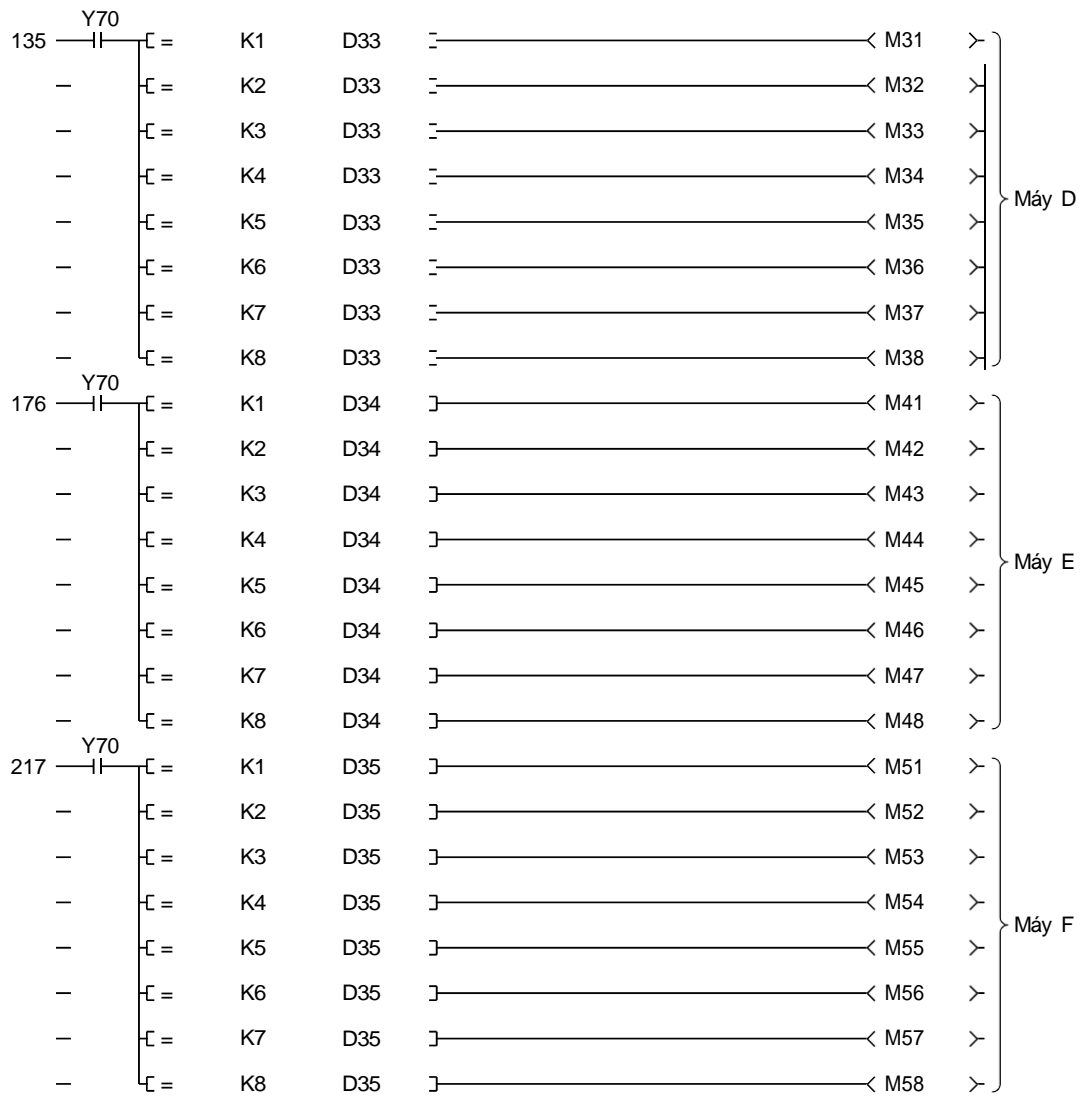 Y70
135 = K1 D33 M31
= K2 D33 M32
= K3 D33 M33
= K4 D33 M34
Máy D
= K5 D33 M35
= K6 D33 M36
= K7 D33 M37
= K8 D33 M38
Y70
176 = K1 D34 M41
= K2 D34 M42
= K3 D34 M43
= K4 D34 M44
Máy E
= K5 D34 M45
= K6 D34 M46
= K7 D34 M47
= K8 D34 M48
Y70
217 = K1 D35 M51
= K2 D35 M52
= K3 D35 M53
= K4 D35 M54
Máy F
= K5 D35 M55
= K6 D35 M56
= K7 D35 M57
= K8 D35 M58